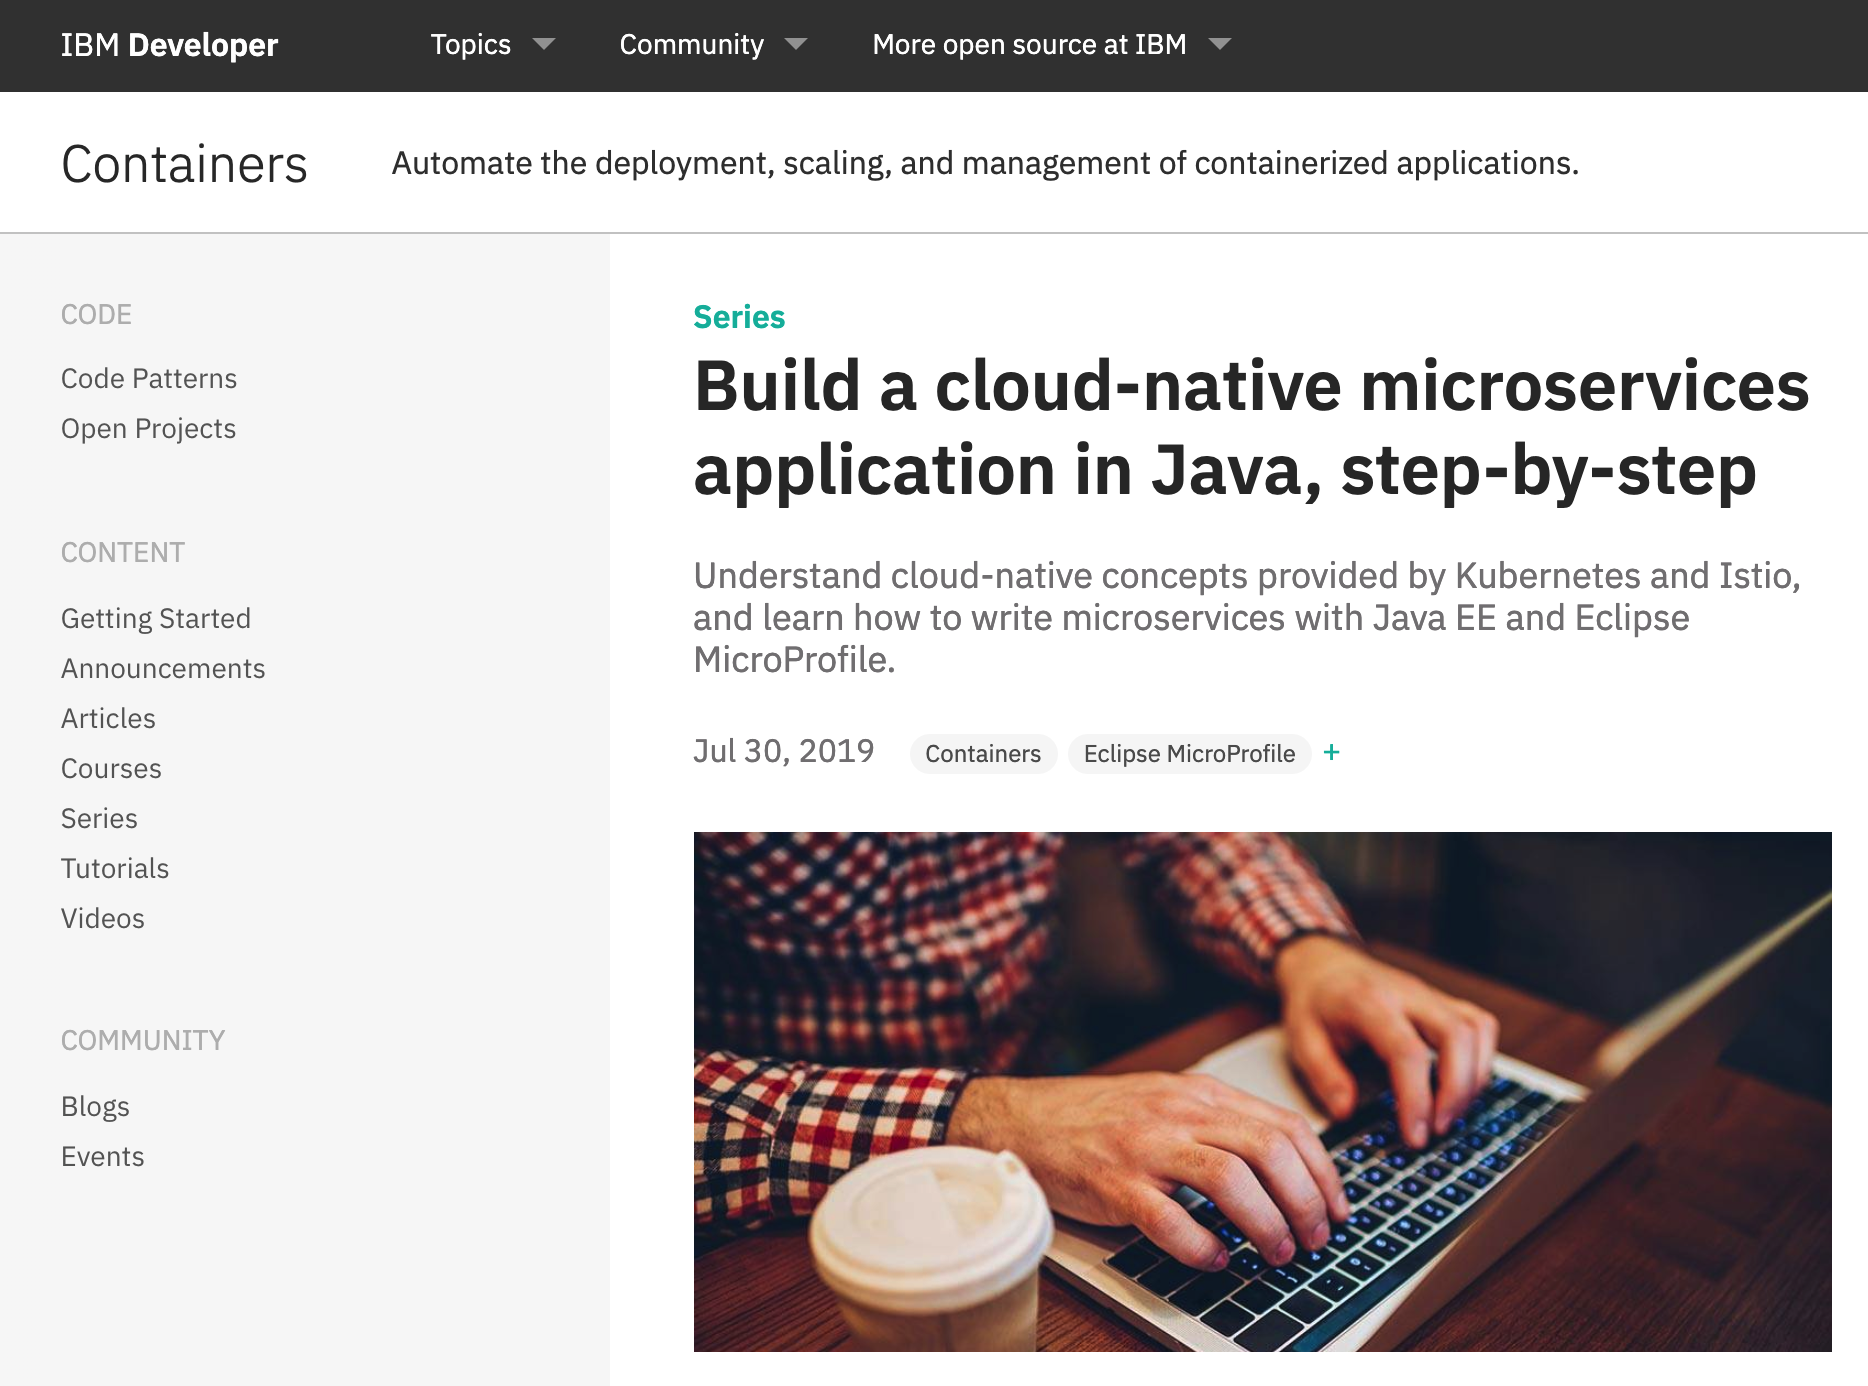 IBM Developer
Topics
Community
More open source at IBM
Containers
Automate the deployment, scaling, and management of containerized applications.
CODE
Code Patterns
Open Projects
CONTENT
Getting Started
Announcements
Articles
Courses
Series
Tutorials
Videos
COMMUNITY
Blogs
Events
Series
Build a cloud-native microservices
application in Java, step-by-step
Understand cloud-native concepts provided by Kubernetes and Istio,
and learn how to write microservices with Java EE and Eclipse
MicroProfile.
Jul 30, 2019
Containers
Eclipse MicroProfile
+